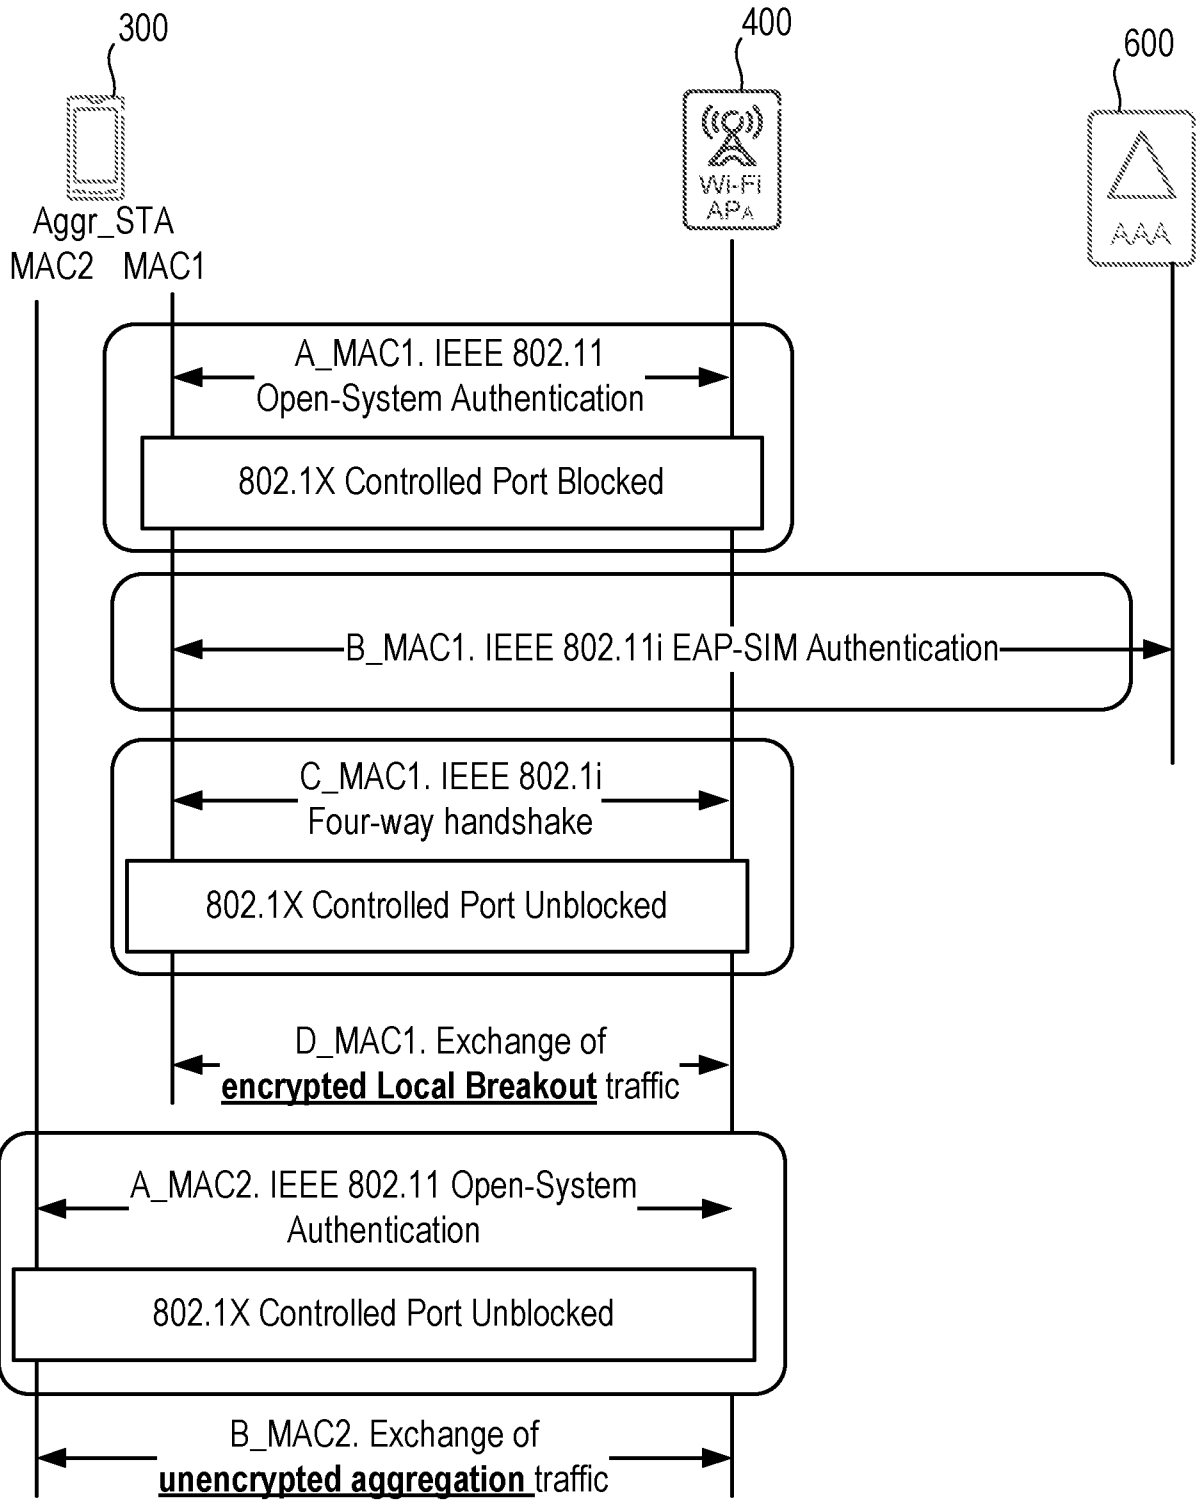 300
400
600
Wi-Fi
APA
AAA
Aggr_STA
MAC2 MAC1
A_MAC1. IEEE 802.11
Open-System Authentication
802.1X Controlled Port Blocked
B_MAC1. IEEE 802.11i EAP-SIM Authentication
C_MAC1. IEEE 802.1i
Four-way handshake
802.1X Controlled Port Unblocked
D_MAC1. Exchange of
encrypted Local Breakout traffic
A_MAC2. IEEE 802.11 Open-System
Authentication
802.1X Controlled Port Unblocked
B_MAC2. Exchange of
unencrypted aggregation traffic